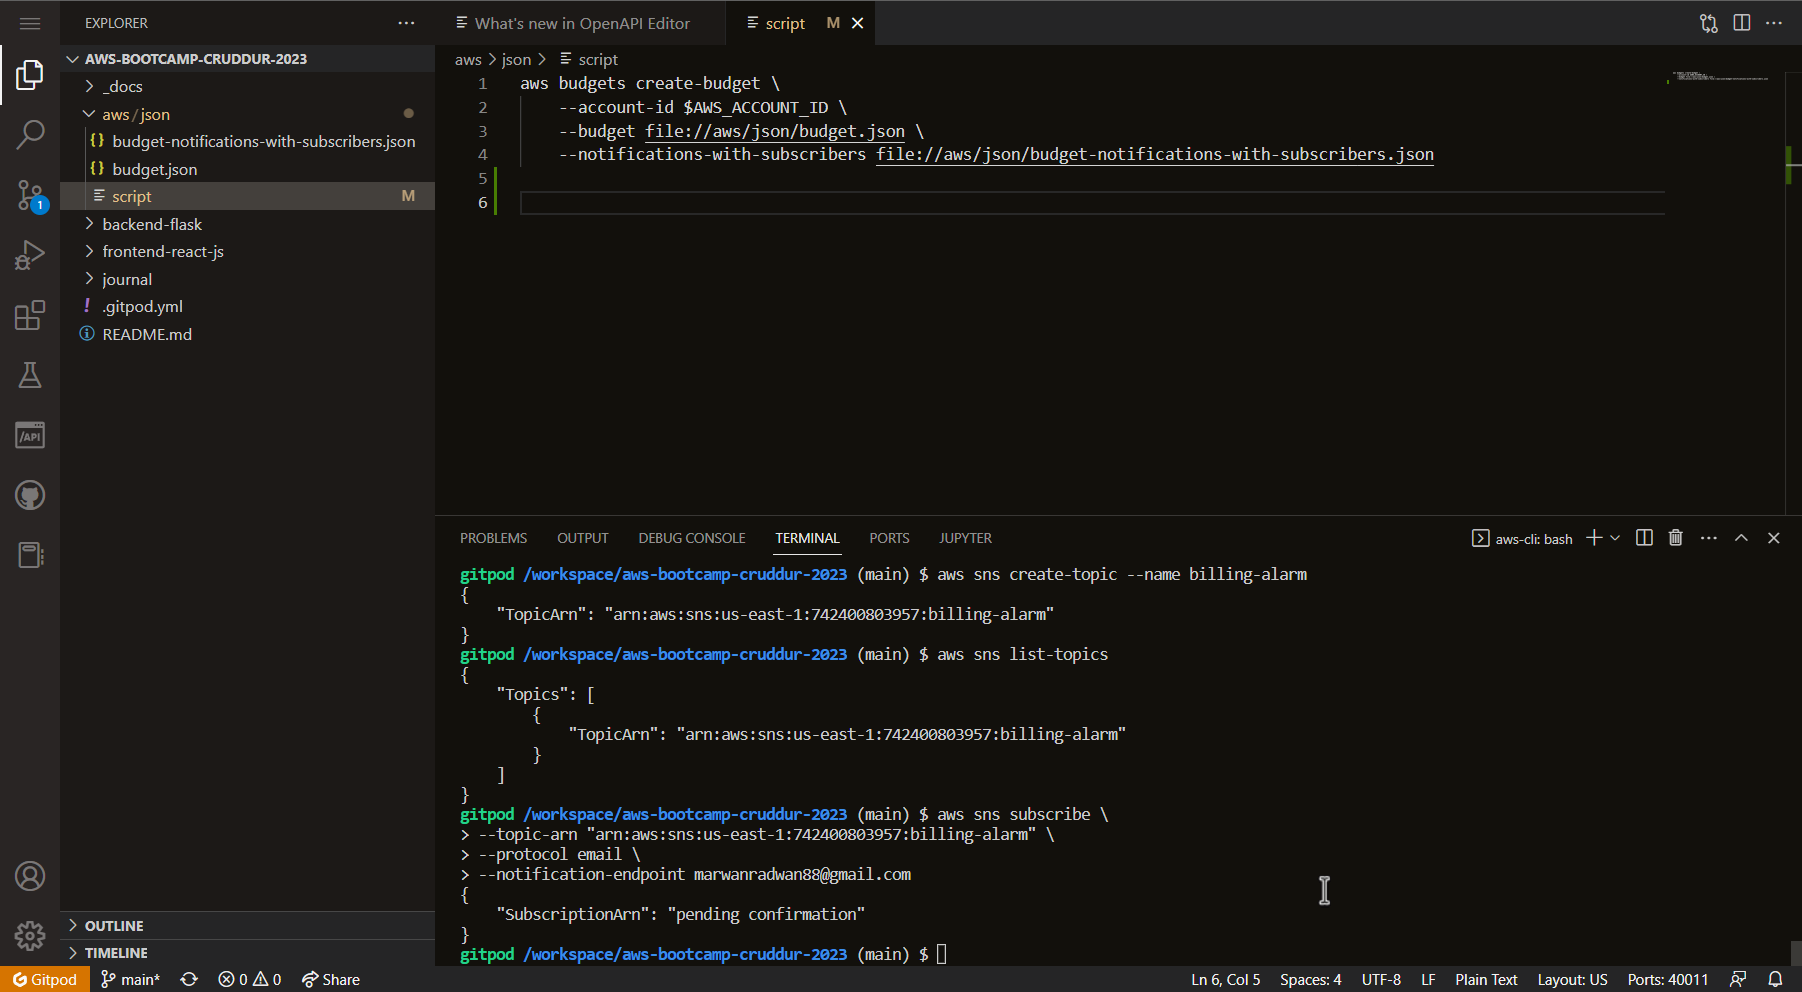 EXPLORER
AWS-BOOTCAMP-CRUDDUR-2023
_docs
aws / json
budget-notifications-with-subscribers.json
budget.json
script M
backend-flask
frontend-react-js
journal
.gitpod.yml
README.md
OUTLINE
TIMELINE
What's new in OpenAPI Editor
script M
aws > json > script
1 aws budgets create-budget \
2 --account-id $AWS_ACCOUNT_ID \
3 --budget file://aws/json/budget.json \
4 --notifications-with-subscribers file://aws/json/budget-notifications-with-subscribers.json
5
6
PROBLEMS OUTPUT DEBUG CONSOLE TERMINAL PORTS JUPYTER aws-cli: bash
gitpod /workspace/aws-bootcamp-cruddur-2023 (main) $ aws sns create-topic --name billing-alarm
{
"TopicArn": "arn:aws:sns:us-east-1:742400803957:billing-alarm"
}
gitpod /workspace/aws-bootcamp-cruddur-2023 (main) $ aws sns list-topics
{
"Topics": [
{
"TopicArn": "arn:aws:sns:us-east-1:742400803957:billing-alarm"
}
]
}
gitpod /workspace/aws-bootcamp-cruddur-2023 (main) $ aws sns subscribe \
> --topic-arn "arn:aws:sns:us-east-1:742400803957:billing-alarm" \
> --protocol email \
> --notification-endpoint marwanradwan88@gmail.com
{
"SubscriptionArn": "pending confirmation"
}
gitpod /workspace/aws-bootcamp-cruddur-2023 (main) $
1
/API
Gitpod main* 0 0 Share Ln 6, Col 5 Spaces: 4 UTF-8 LF Plain Text Layout: US Ports: 40011